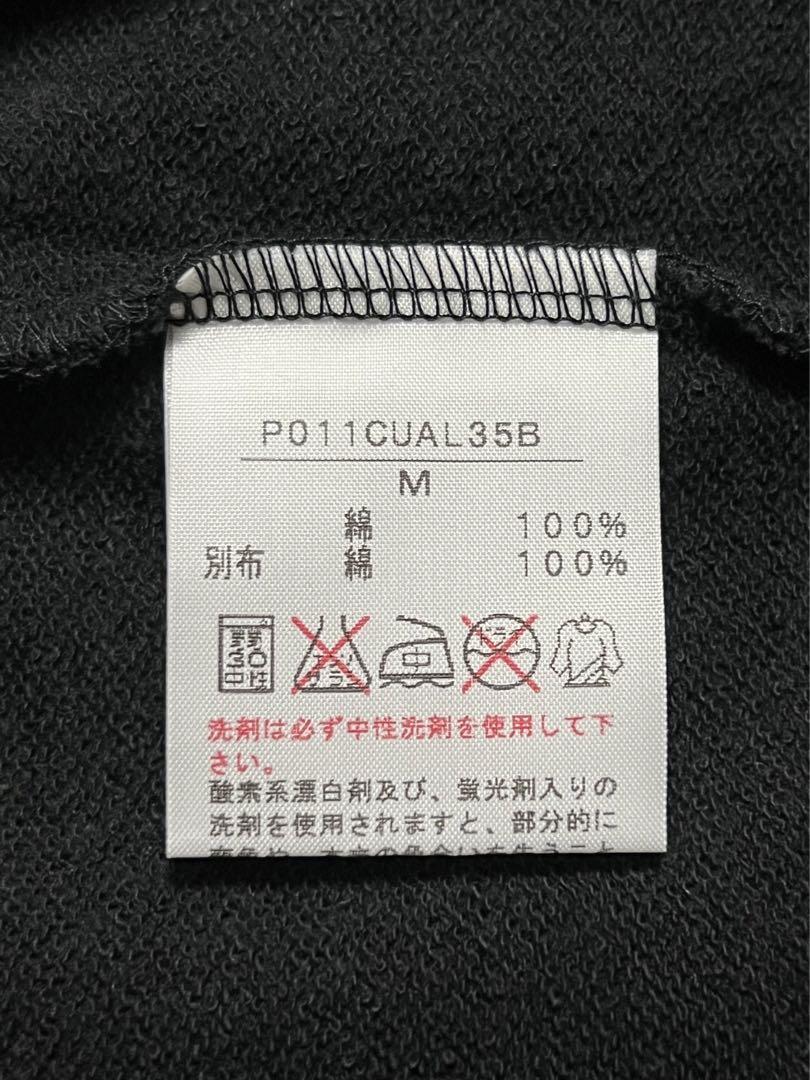 P011CUAL35B
M
綿 100%
別布 綿 100%
中
洗剤は必ず中性洗剤を使用して下
さい。
酸素系漂白剤及び、蛍光剤入りの
洗剤を使用されますと、部分的に